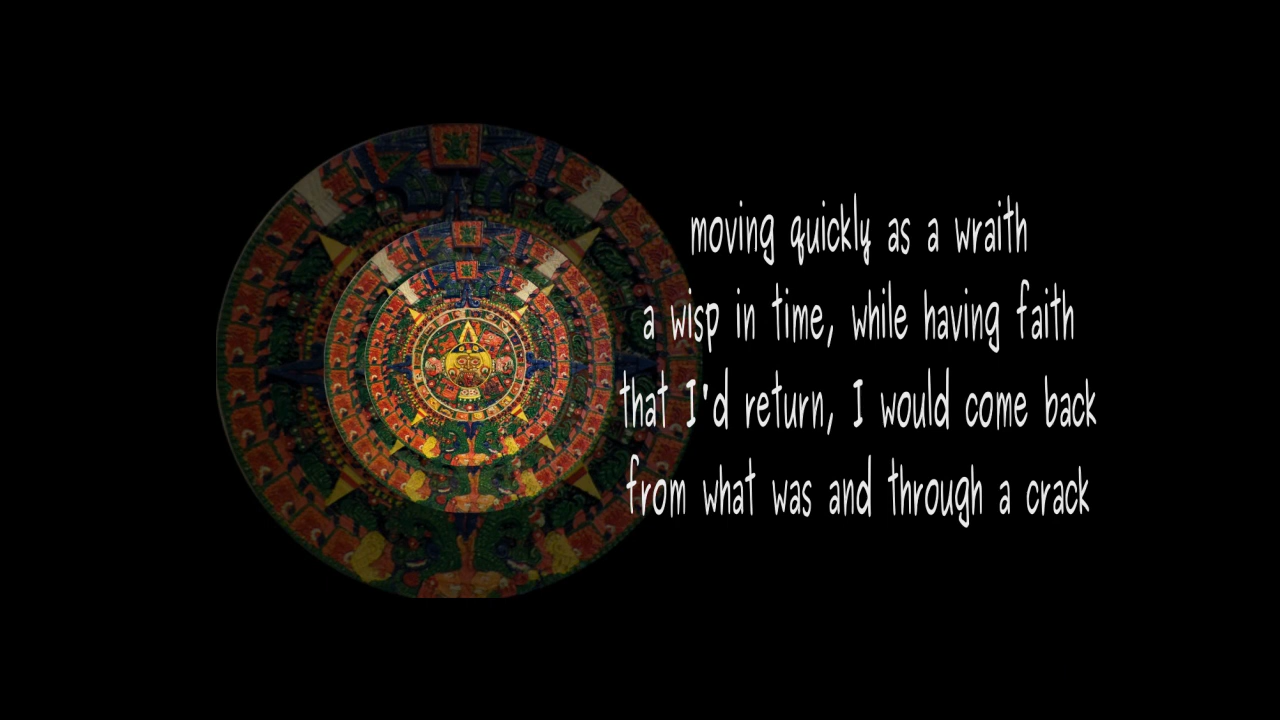 moving quickly as a wraith
a wisp in time, while having faith
that I'd return, I would come back
from what was and through a crack